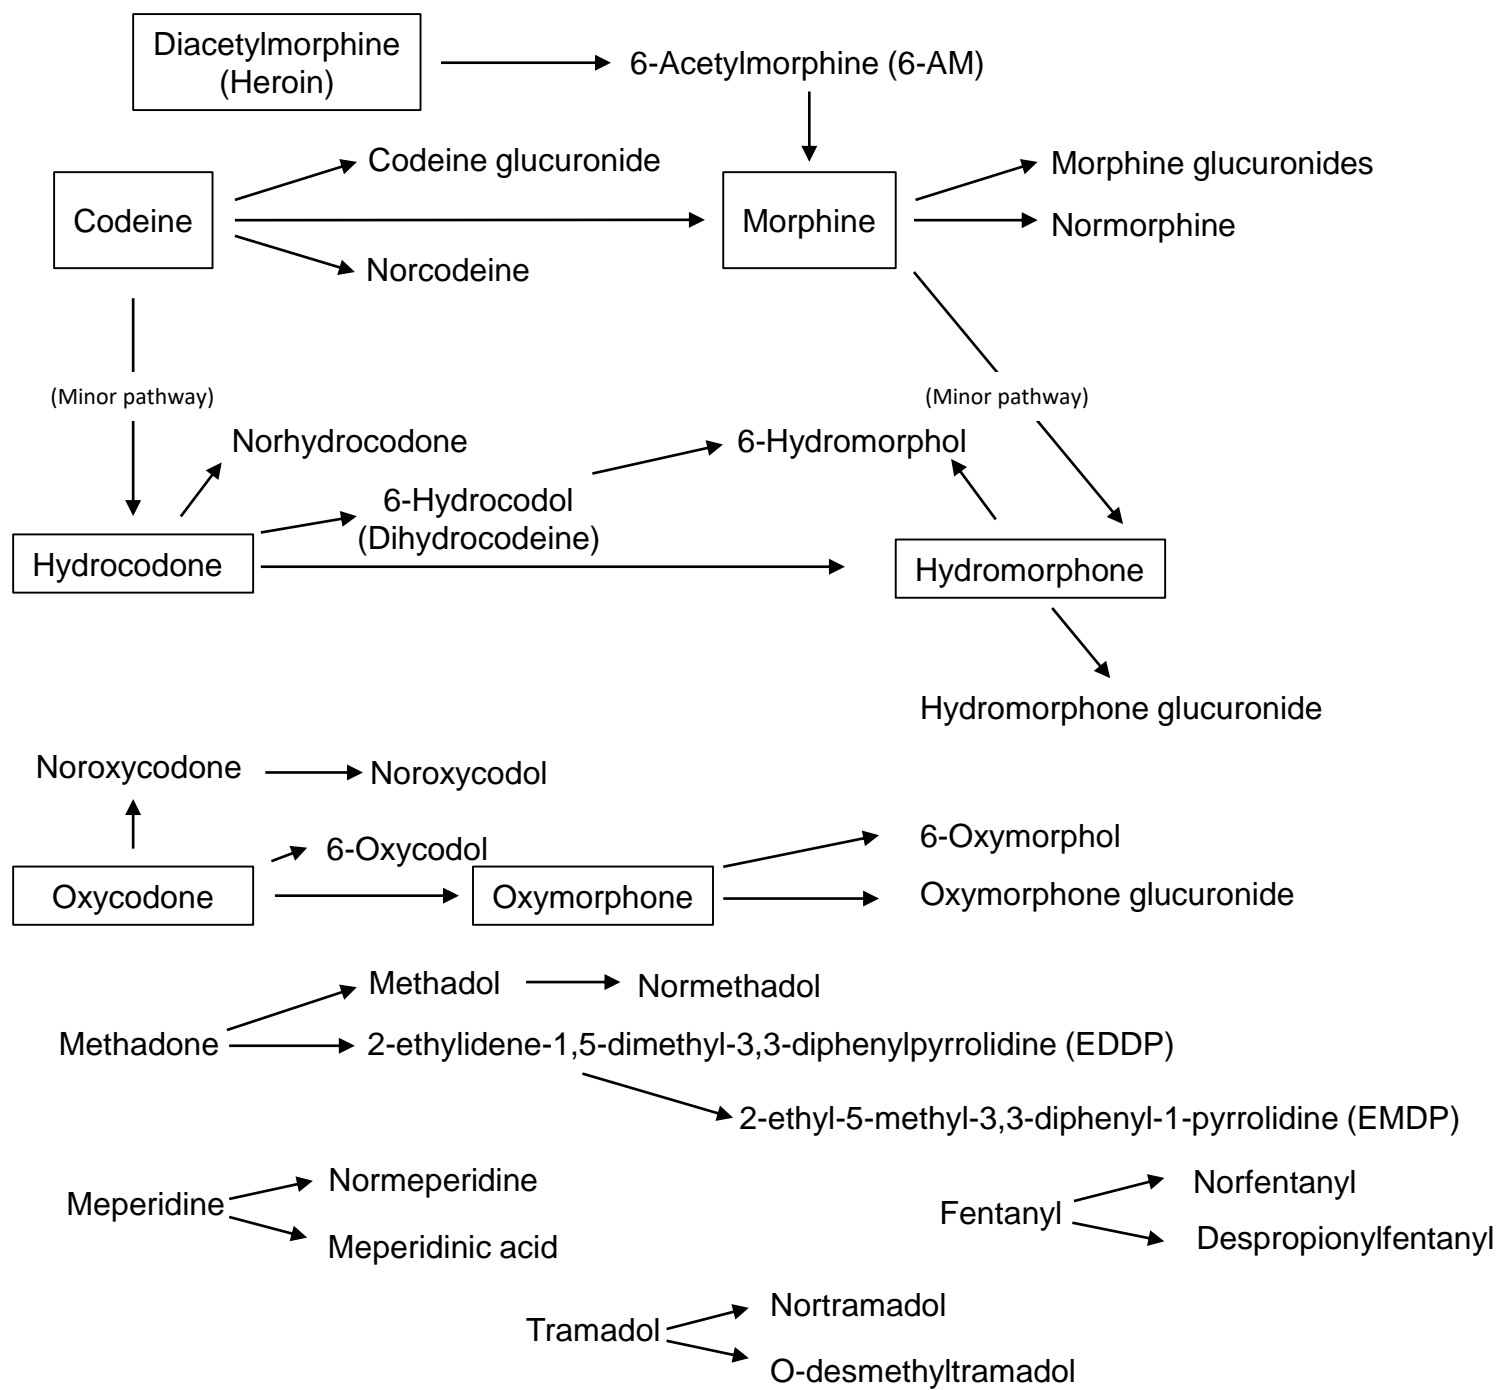 Diacetylmorphine
(Heroin)
6-Acetylmorphine (6-AM)
Codeine glucuronide
Morphine glucuronides
Codeine
Morphine
Normorphine
Norcodeine
(Minor pathway)
(Minor pathway)
Norhydrocodone
6-Hydromorphol
6-Hydrocodol
(Dihydrocodeine)
Hydrocodone
Hydromorphone
Hydromorphone glucuronide
Noroxycodone
Noroxycodol
6-Oxycodol
6-Oxymorphol
Oxycodone
Oxymorphone
Oxymorphone glucuronide
Methadol
Normethadol
Methadone
2-ethylidene-1,5-dimethyl-3,3-diphenylpyrrolidine (EDDP)
2-ethyl-5-methyl-3,3-diphenyl-1-pyrrolidine (EMDP)
Normeperidine
Meperidine
Meperidinic acid
Norfentanyl
Fentanyl
Despropionylfentanyl
Nortramadol
Tramadol
O-desmethyltramadol